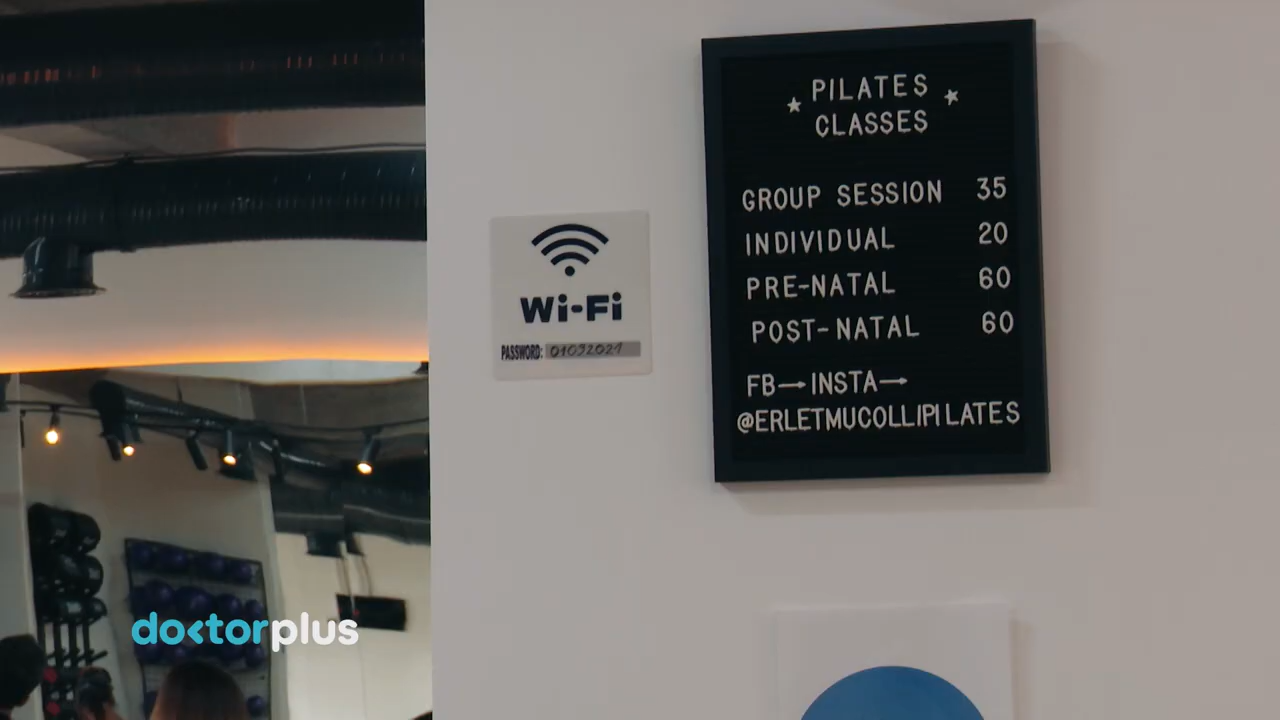 PILATES
CLASSES
GROUP SESSION 35
INDIVIDUAL 20
PRE-NATAL 60
POST-NATAL 60
FB→INSTA→
@ERLETMUCOLLIPILATES
Wi-Fi
PASSWORD:
doktorplus